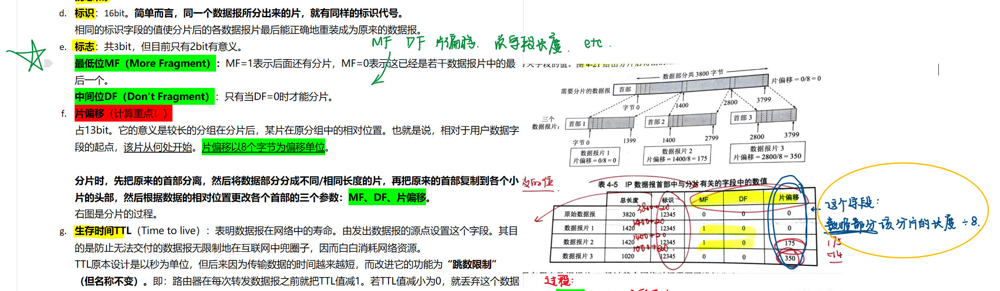 d. 标识：16bit。简单而言，同一个数据报所分出来的片，就有同样的标识代号。
相同的标识字段的值使分片后的各数据报片最后能正确地重装成为原来的数据报。
e. 标志：共3bit，但目前只有2bit有意义。
MF DF 片偏移. 总字段长度. etc.
最低位MF（More Fragment）：MF=1表示后面还有分片，MF=0表示这已经是若干数据报片中的最
后一个。
中间位DF（Don't Fragment）：只有当DF=0时才能分片。
f. 片偏移（计算重点！）
占13bit。它的意义是较长的分组在分片后，某片在原分组中的相对位置。也就是说，相对于用户数据字
段的起点，该片从何处开始。片偏移以8个字节为偏移单位。
分片时，先把原来的首部分离，然后将数据部分分成不同/相同长度的片，再把原来的首部复制到各个小
片的头部，然后根据数据的相对位置更改各个首部的三个参数：MF、DF、片偏移。
右图是分片的过程。
g. 生存时间TTL（Time to live）：表明数据报在网络中的寿命。由发出数据报的源点设置这个字段。其目
的是防止无法交付的数据报无限制地在互联网中兜圈子，因而白白消耗网络资源。
TTL原本设计是以秒为单位，但后来因为传输数据的时间越来越短，而改进它的功能为“跳数限制”
（但名称不变）。即：路由器在每次转发数据报之前就把TTL值减1。若TTL值减小为0，就丢弃这个数据
数据部分共 3800 字节
需要分片的数据报 首部 片偏移 = 0/8 = 0
字节 0 1400 2800 3799
三个
数据报片： 首部 1 首部 2 首部 3
字节 0 1399 1400 2799 2800 3799
数据报片 1 数据报片 2 数据报片 3
片偏移 = 0/8 = 0 片偏移 = 1400/8 = 175 片偏移 = 2800/8 = 350
表 4-5 IP 数据报首部中与分片有关的字段中的数值
总长度 标识 MF DF 片偏移
3800+20.
原始数据报 3820 12345 0 0 0
1400+20
数据报片 1 1420 12345 1 0 0
1400+20
数据报片 2 1420 12345 1 0 175
1000+20.
数据报片 3 1020 12345 0 0 350
这个字段：
数据部分该分片的长度÷8.
175
=14
过程：